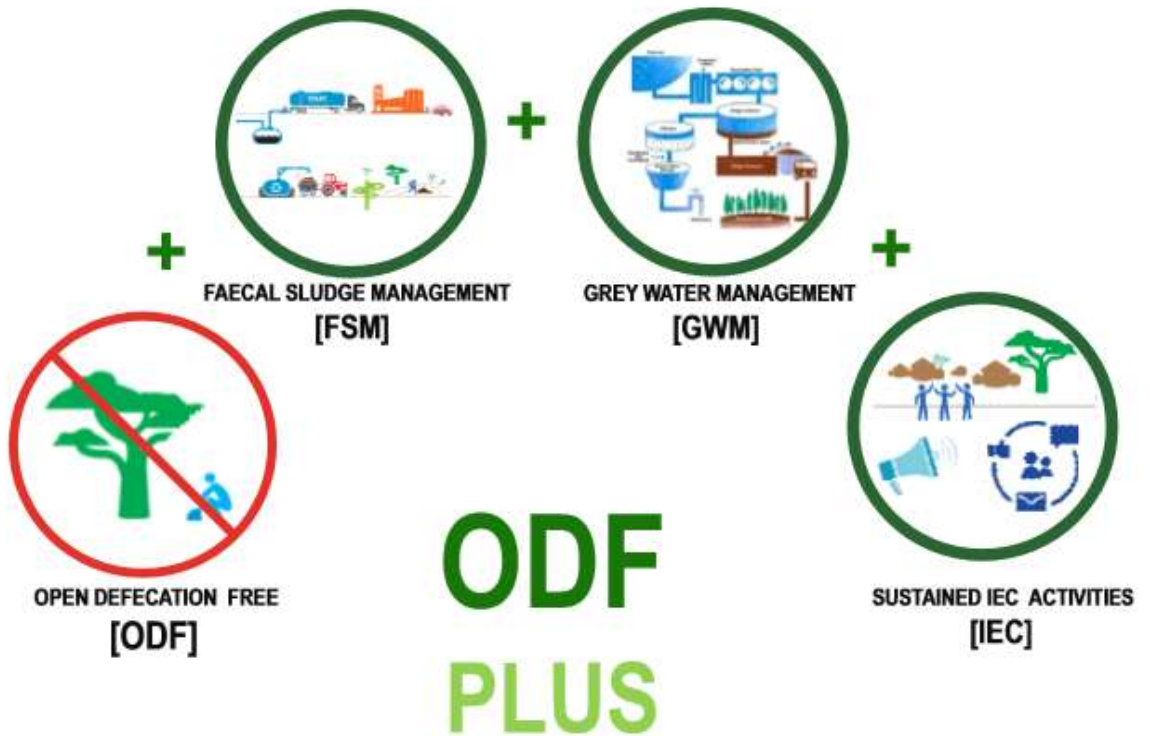 +
+
+
FAECAL SLUDGE MANAGEMENT
[FSM]
GREY WATER MANAGEMENT
[GWM]
OPEN DEFECATION FREE
[ODF]
SUSTAINED IEC ACTIVITIES
[IEC]
ODF
PLUS